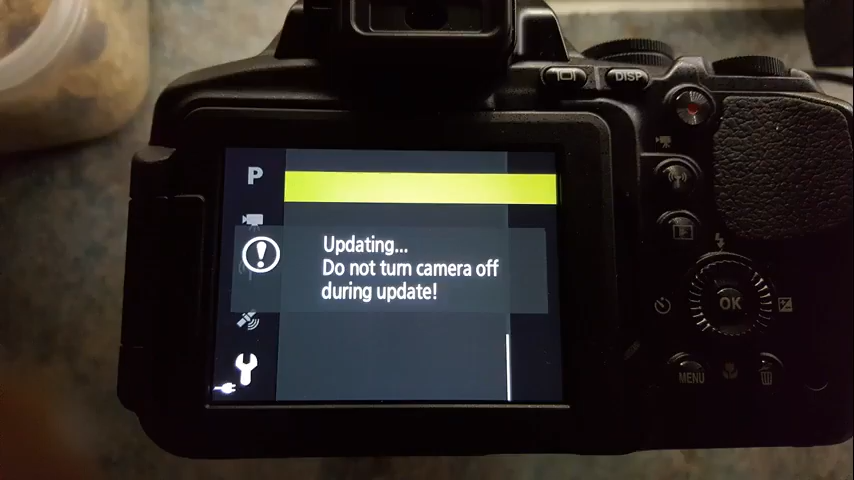 DISP
P
Updating...
Do not turn camera off
during update!
OK
MENU